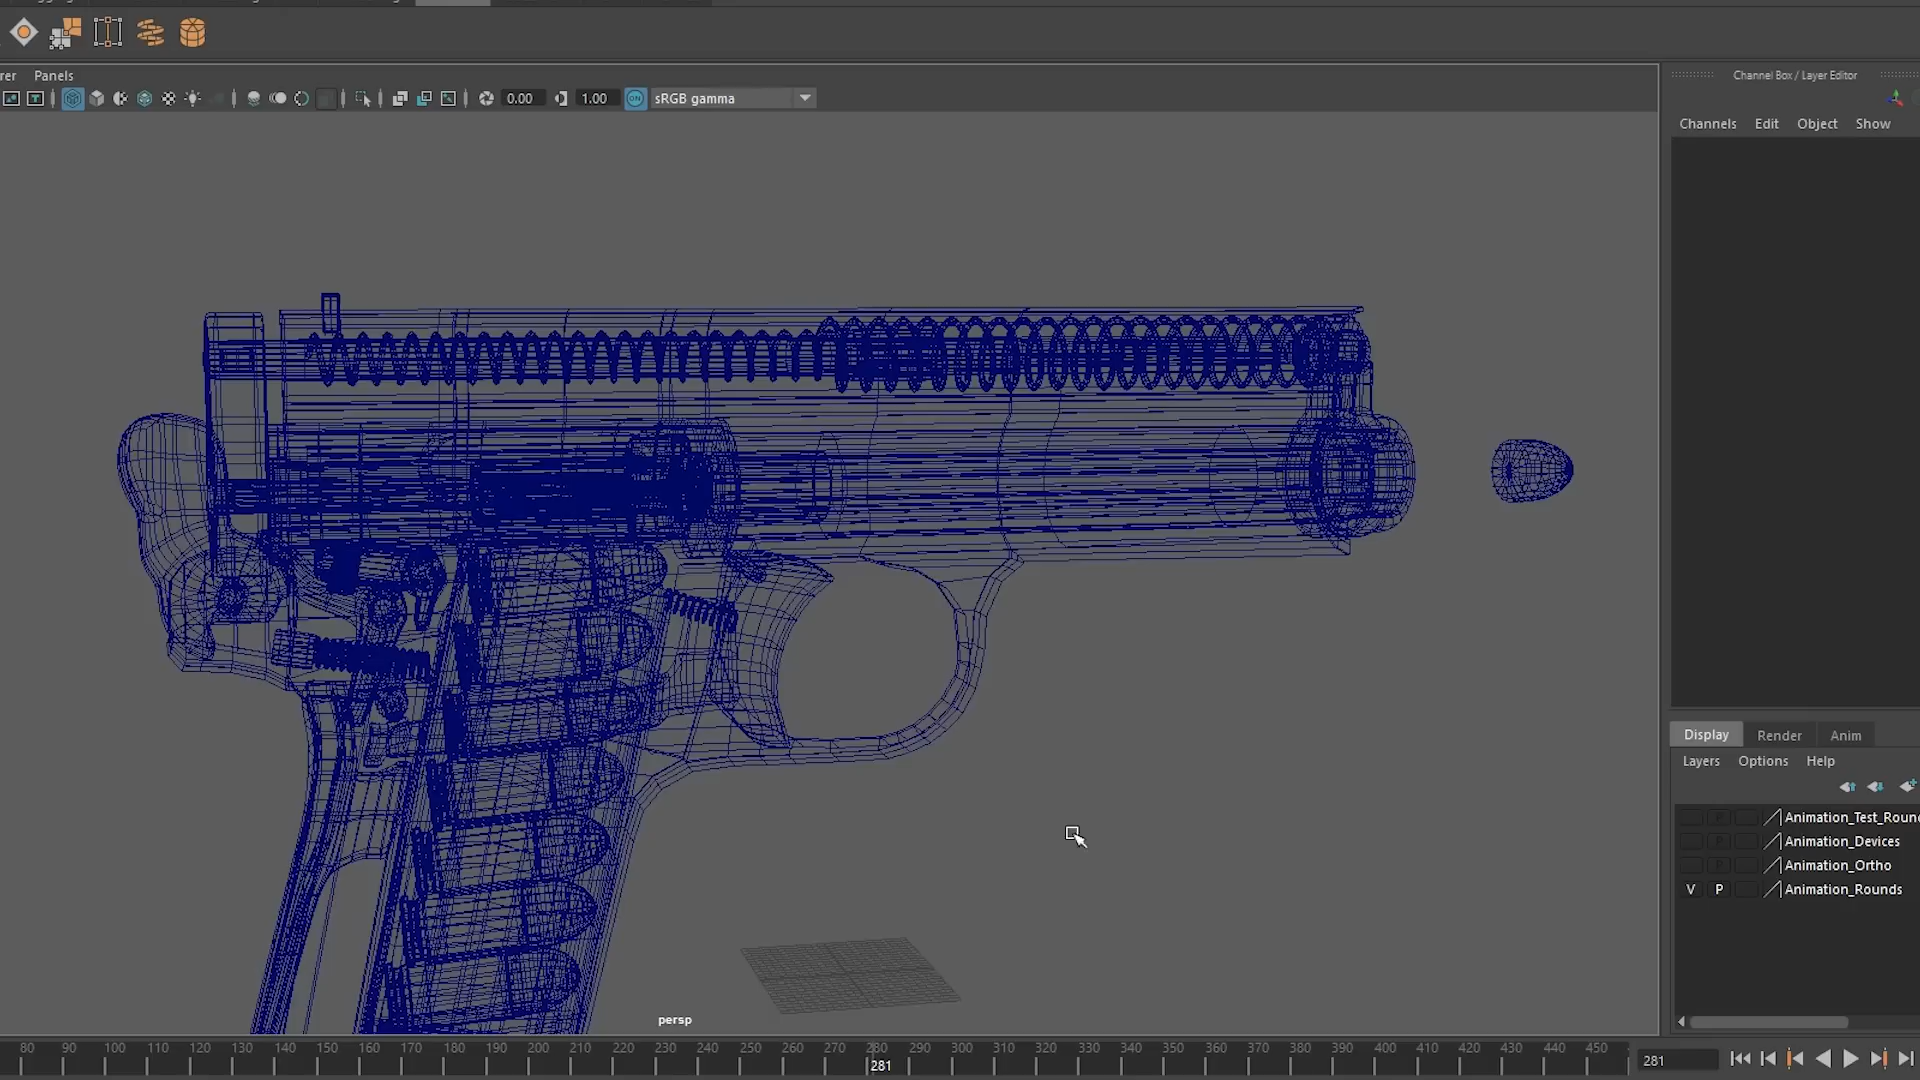 rer Panels
0.00 1.00 ON sRGB gamma
Channel Box / Layer Editor
Channels Edit Object Show
Display Render Anim
Layers Options Help
Animation_Test_Roun
Animation_Devices
Animation_Ortho
V P Animation_Rounds
persp
80 90 100 110 120 130 140 150 160 170 180 190 200 210 220 230 240 250 260 270 280 290 300 310 320 330 340 350 360 370 380 390 400 410 420 430 440 450
281
281